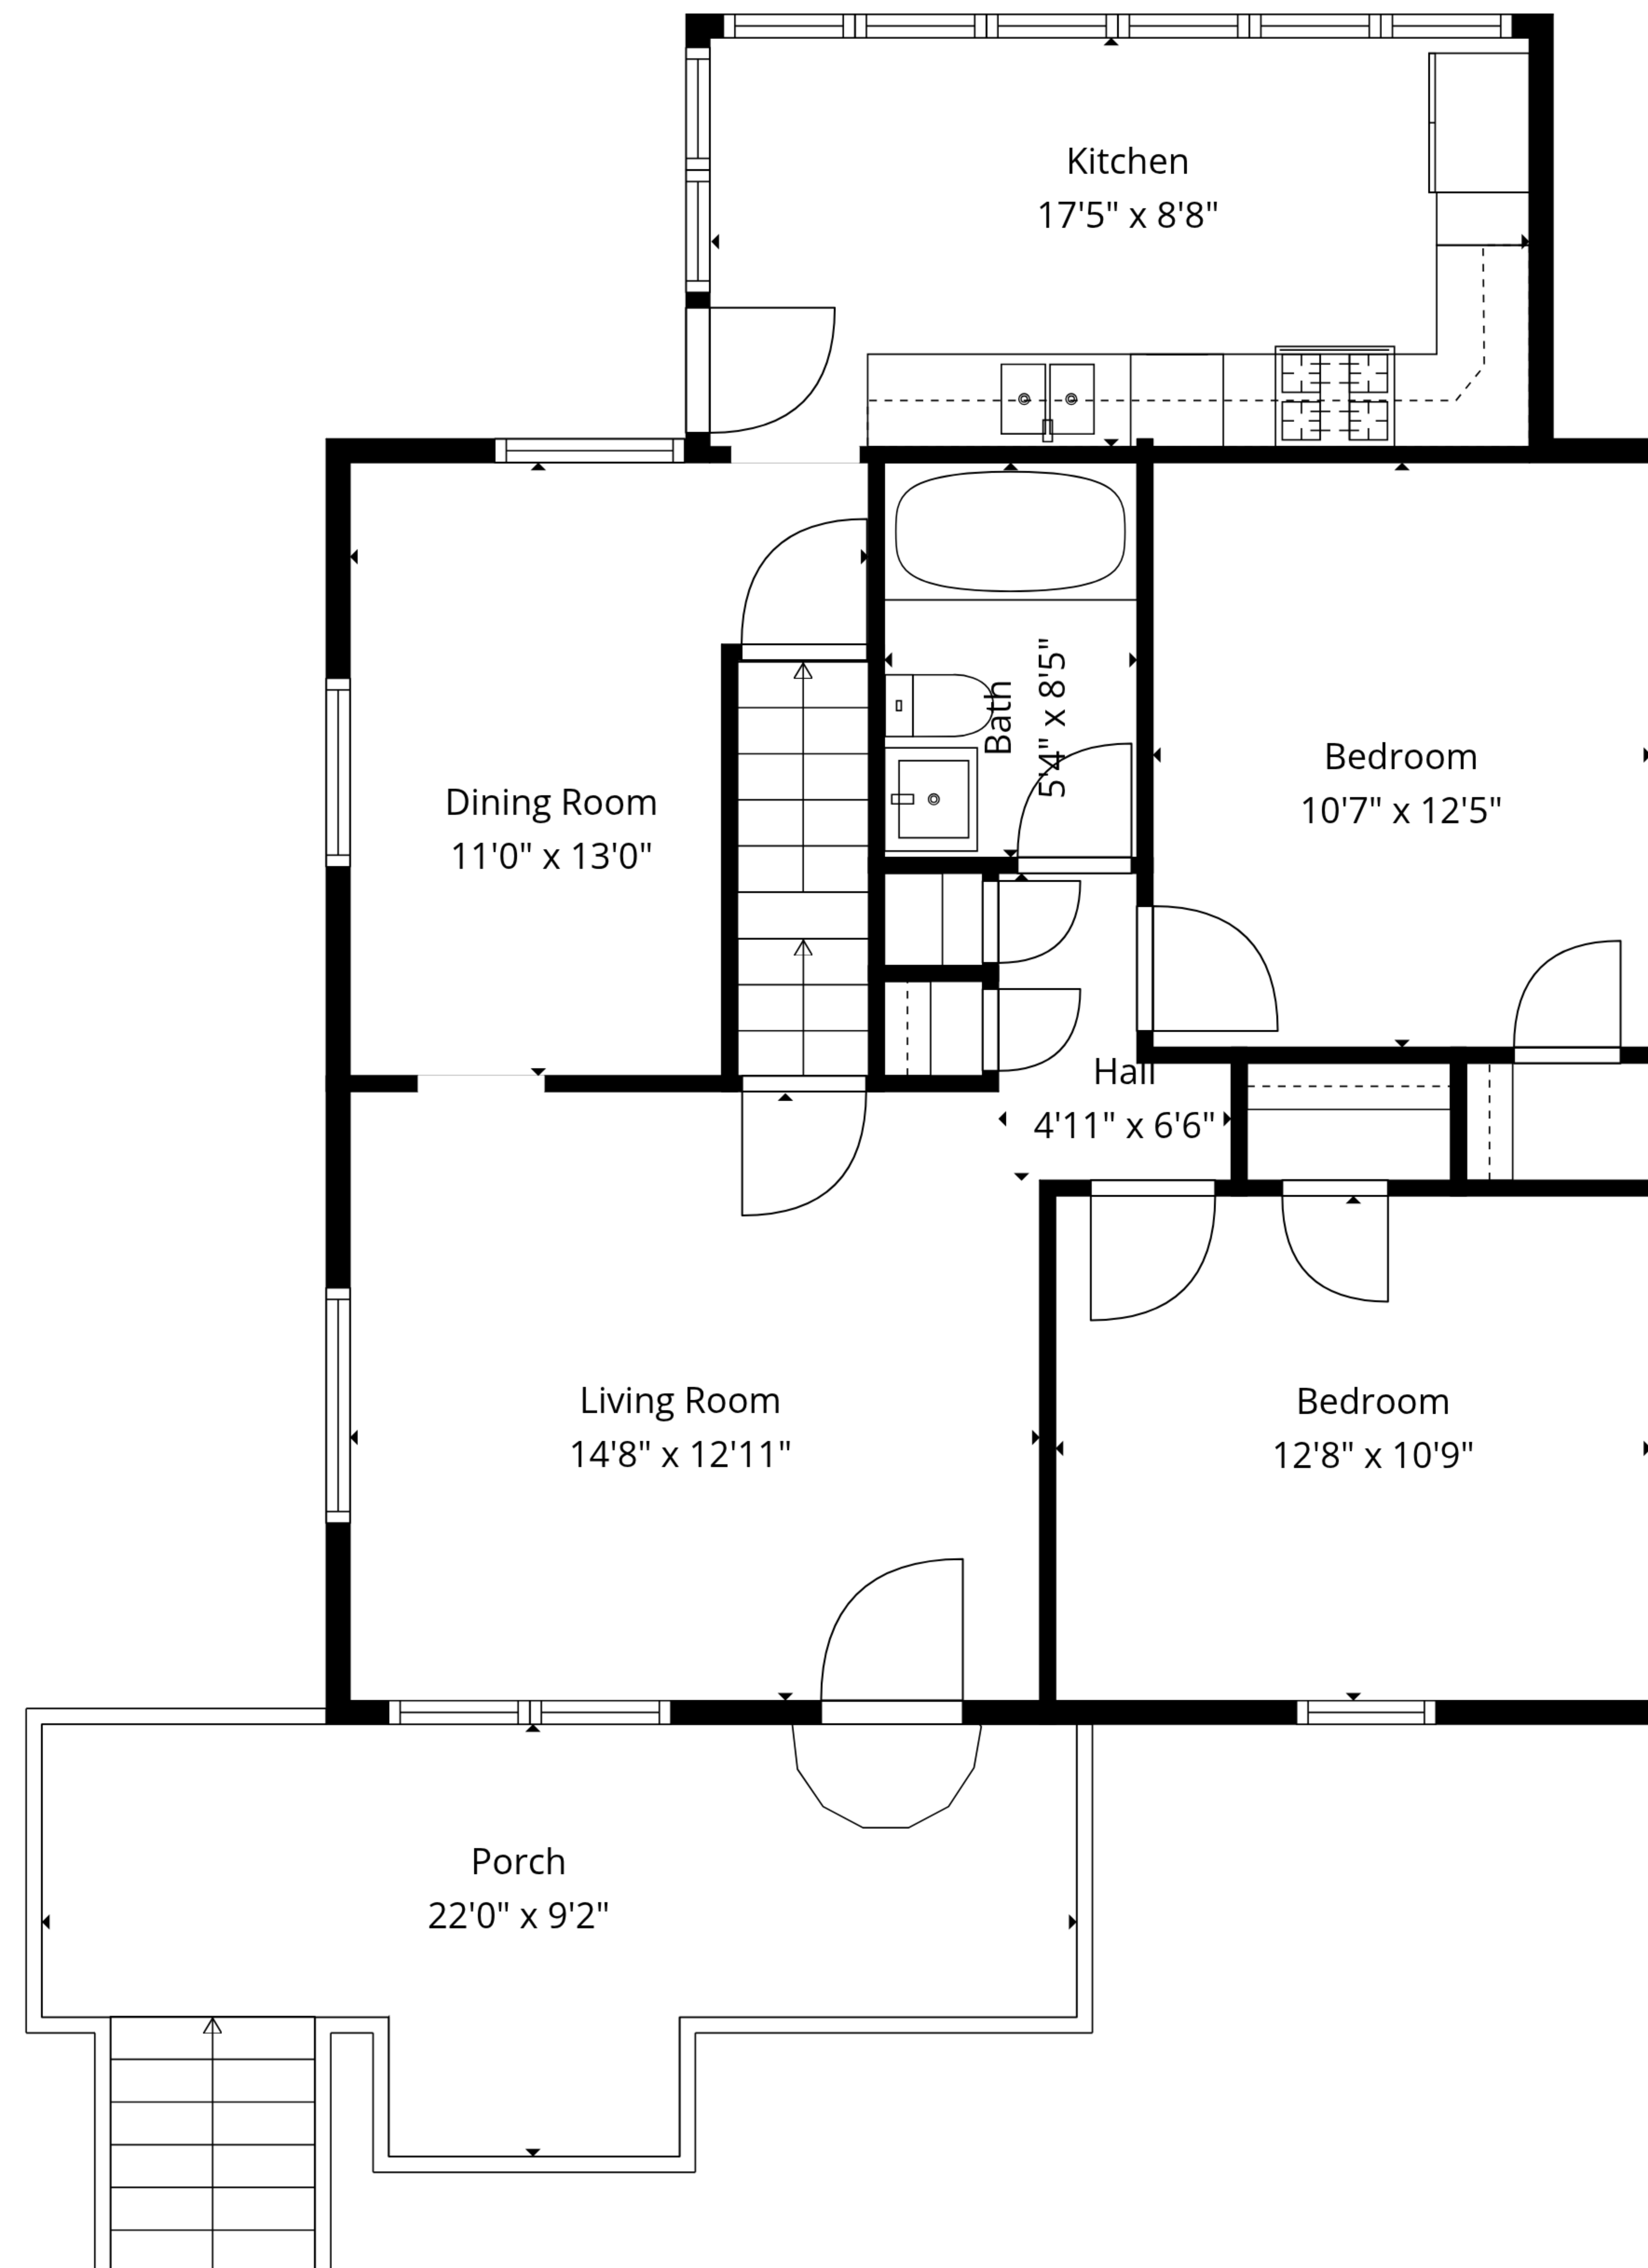 Kitchen
17'5" x 8'8"
Bath
5'4" x 8'5"
Bedroom
10'7" x 12'5"
Dining Room
11'0" x 13'0"
Hall
4'11" x 6'6"
Living Room
14'8" x 12'11"
Bedroom
12'8" x 10'9"
Porch
22'0" x 9'2"